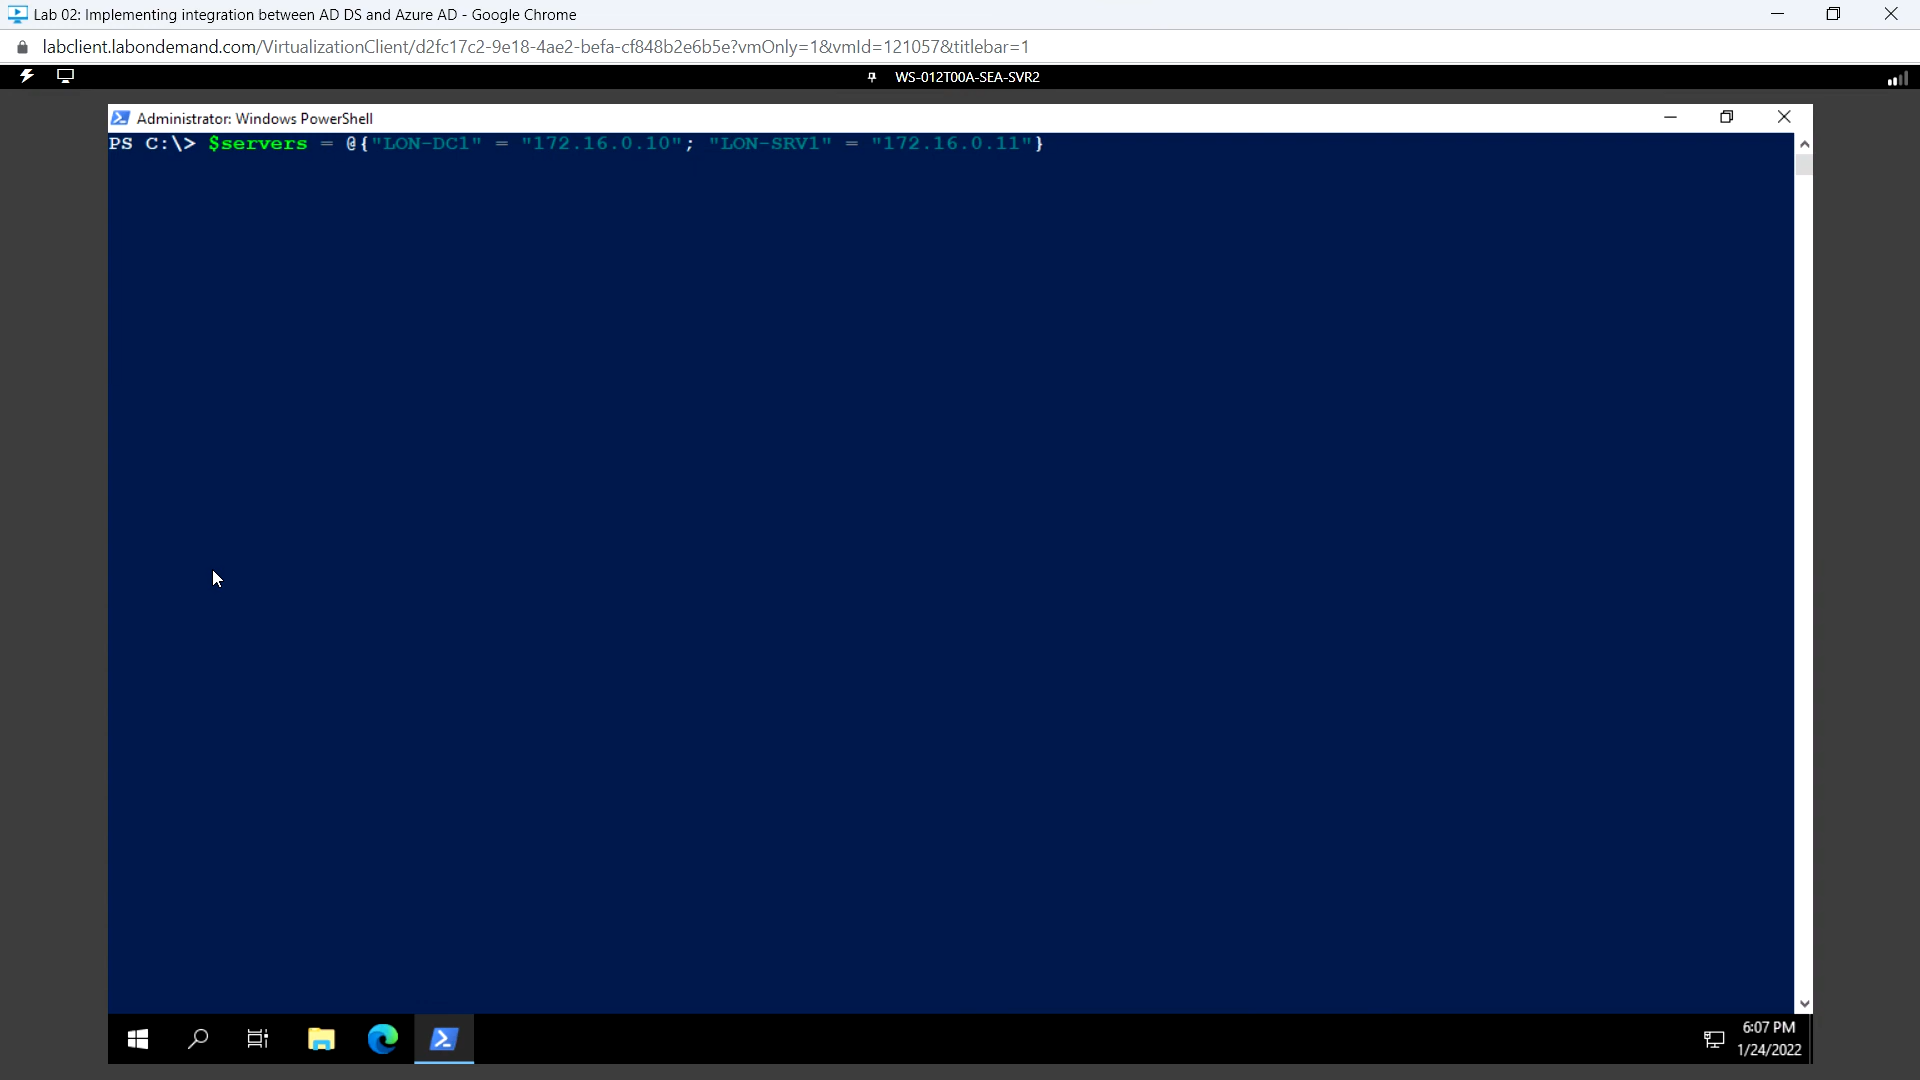 Lab 02: Implementing integration between AD DS and Azure AD - Google Chrome
labclient.labondemand.com/VirtualizationClient/d2fc17c2-9e18-4ae2-befa-cf848b2e6b5e?vmOnly=1&vmId=121057&titlebar=1
WS-012T00A-SEA-SVR2
Administrator: Windows PowerShell
PS C:\> $servers = @{"LON-DC1" = "172.16.0.10"; "LON-SRV1" = "172.16.0.11"}
6:07 PM
1/24/2022